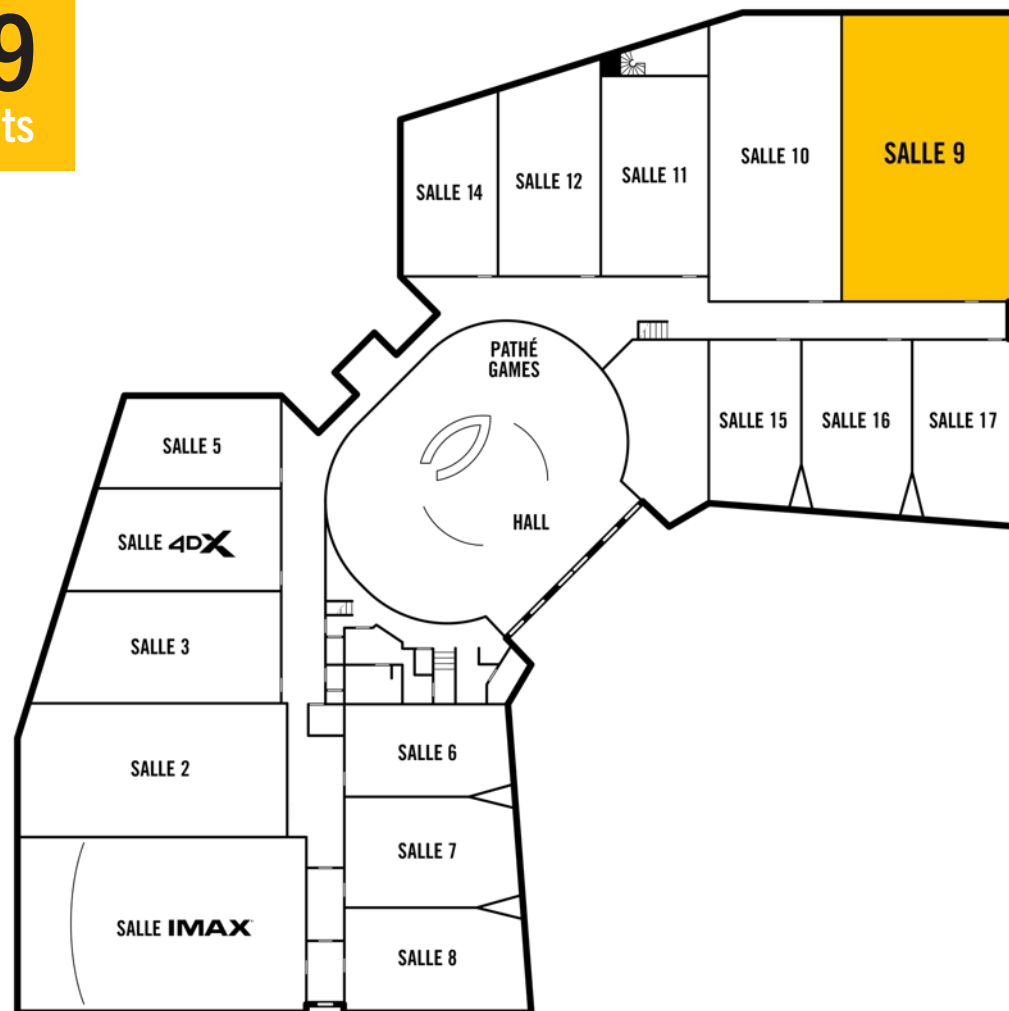 9
ts
SALLE 14
SALLE 12
SALLE 11
SALLE 10
SALLE 9
PATHÉ
GAMES
HALL
SALLE 15
SALLE 16
SALLE 17
SALLE 5
SALLE 4DX
SALLE 3
SALLE 2
SALLE IMAX
SALLE 6
SALLE 7
SALLE 8